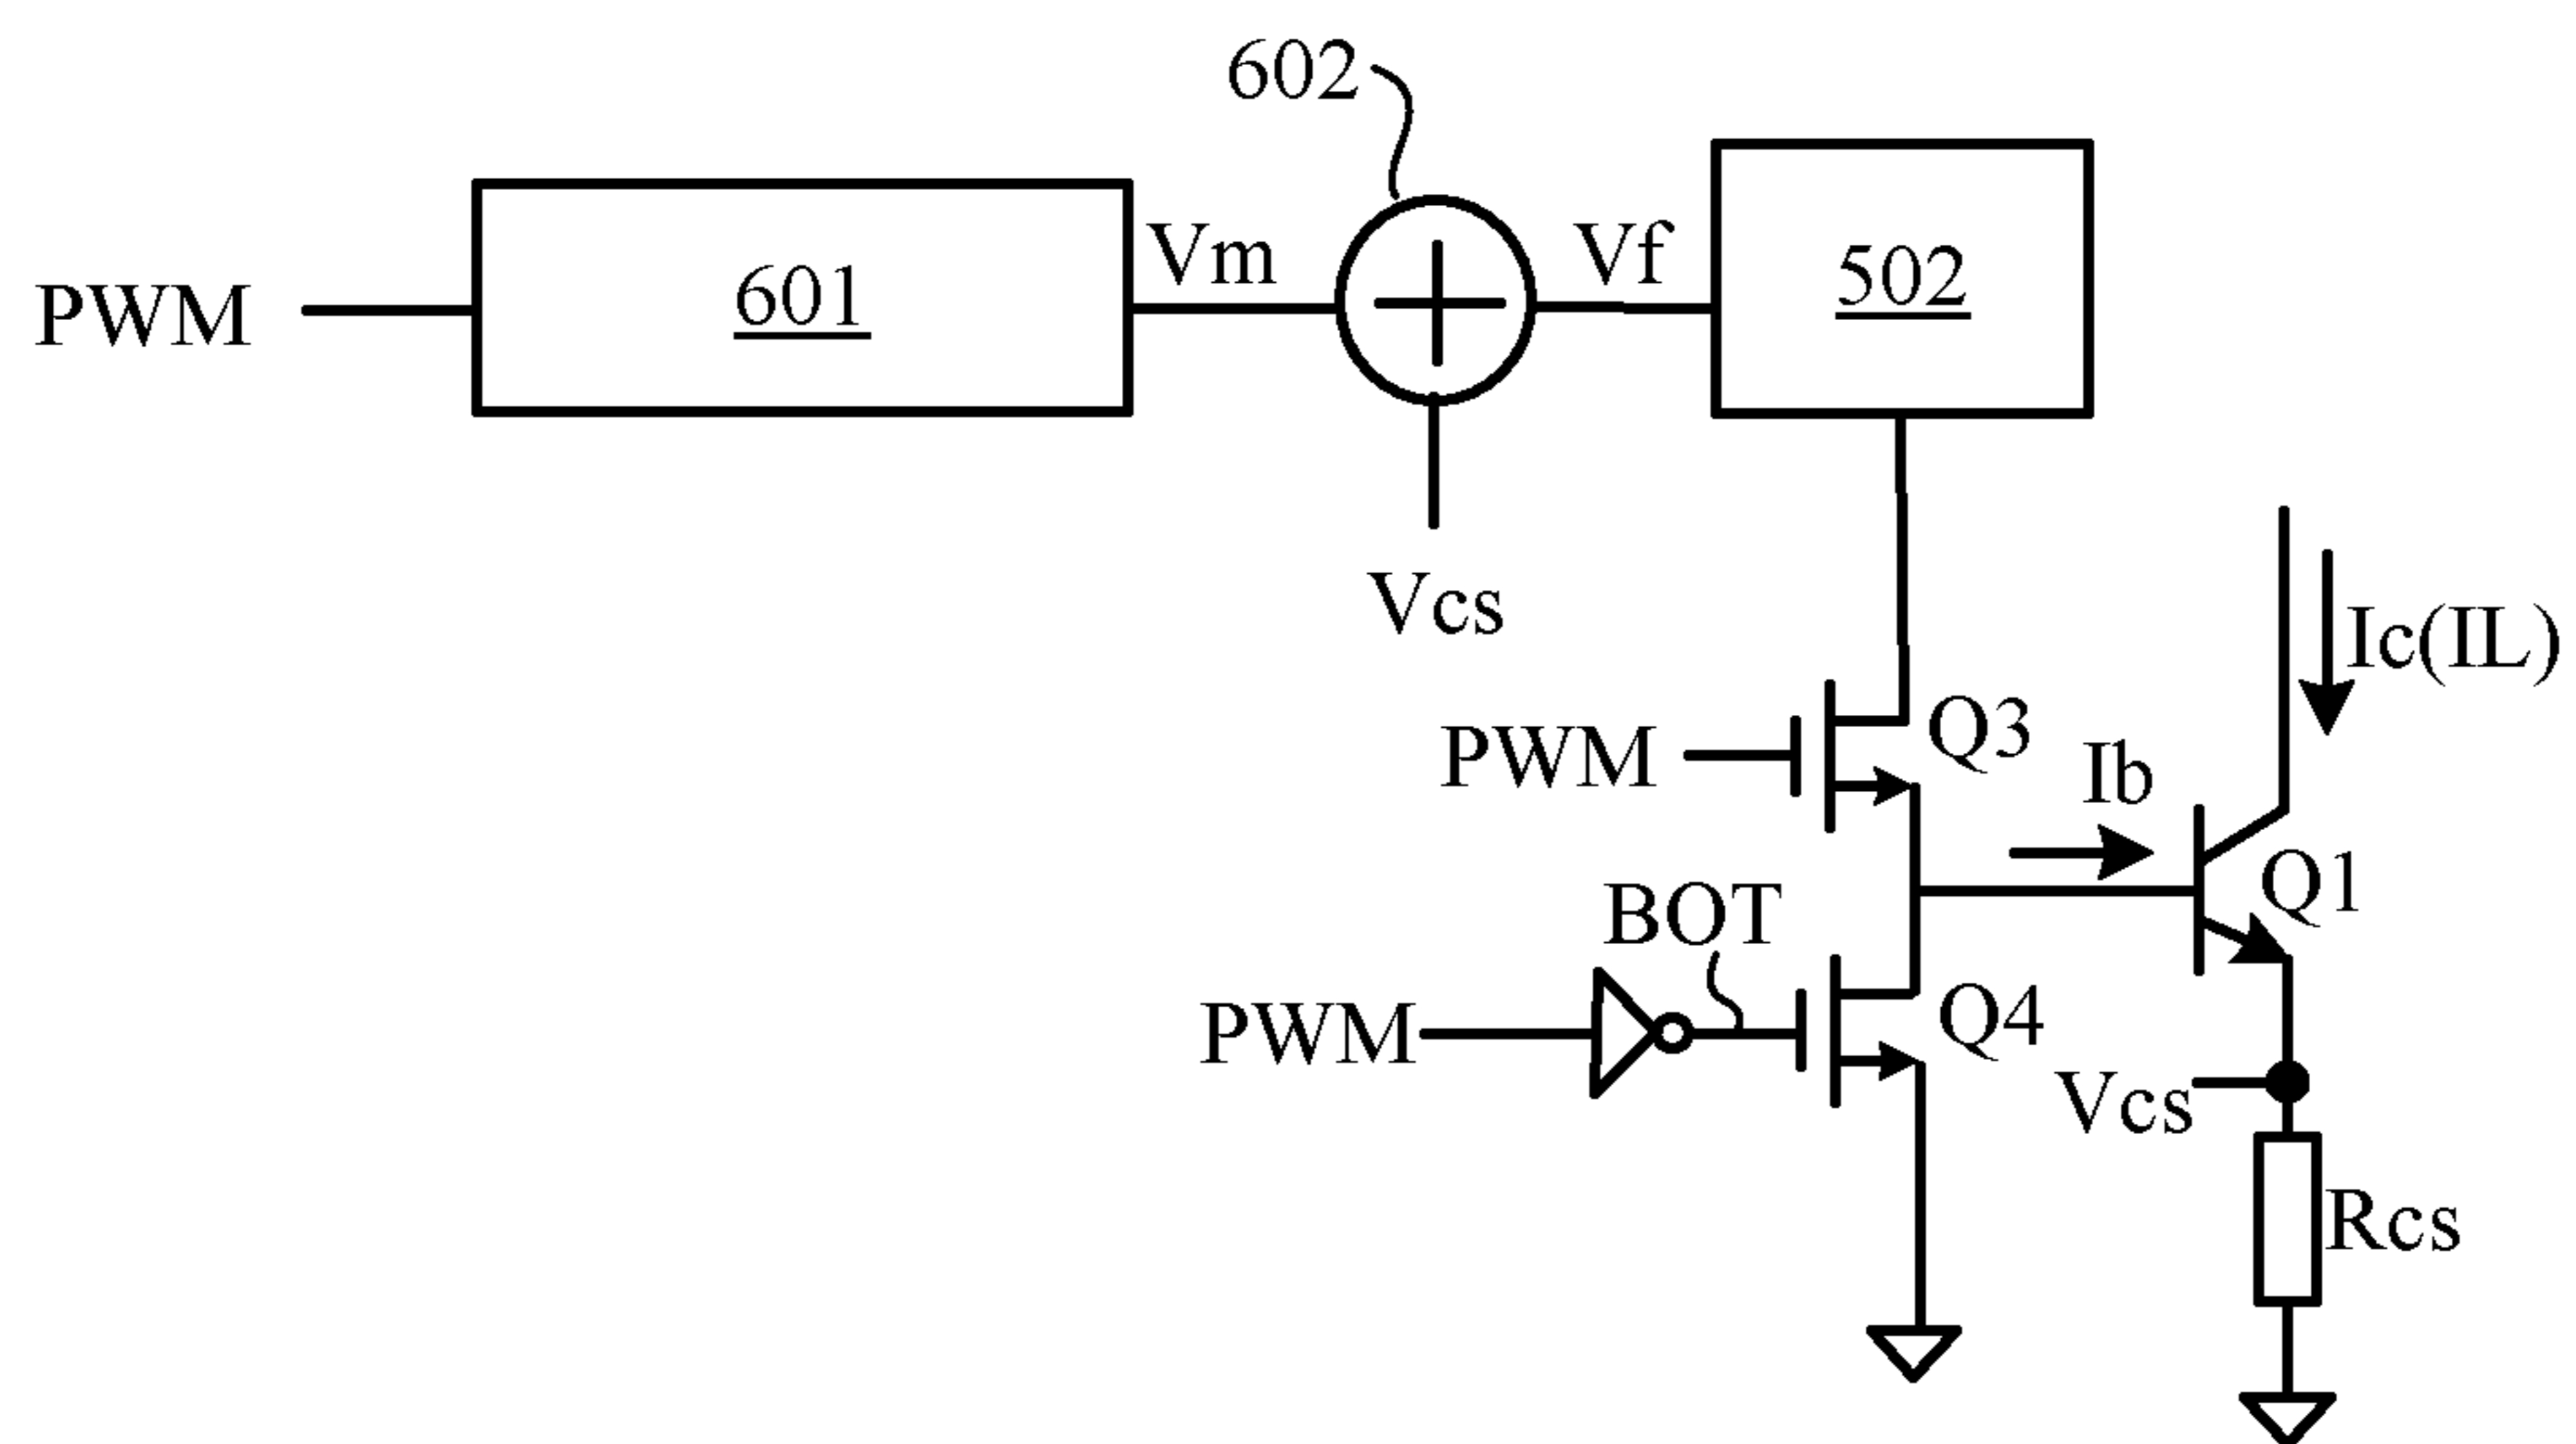 602
PWM
601
Vm
Vf
502
Vcs
Ic(IL)
PWM
Q3
Ib
BOT
Q1
PWM
Q4
Vcs
Rcs